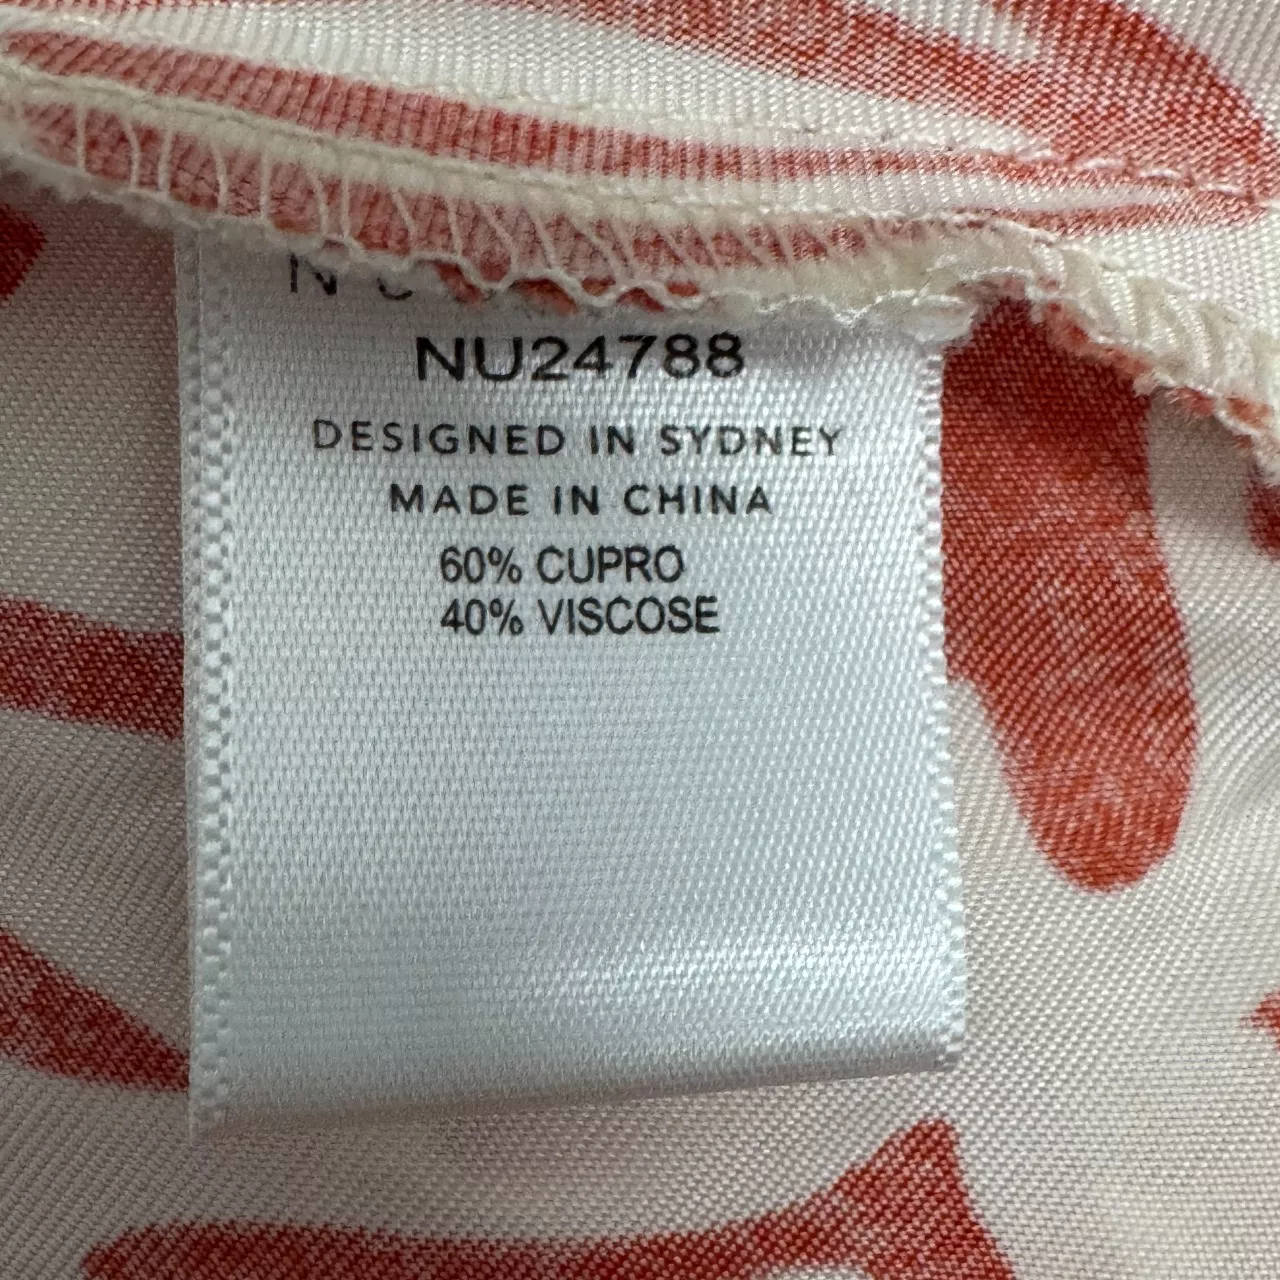 NU24788
DESIGNED IN SYDNEY
MADE IN CHINA
60% CUPRO
40% VISCOSE